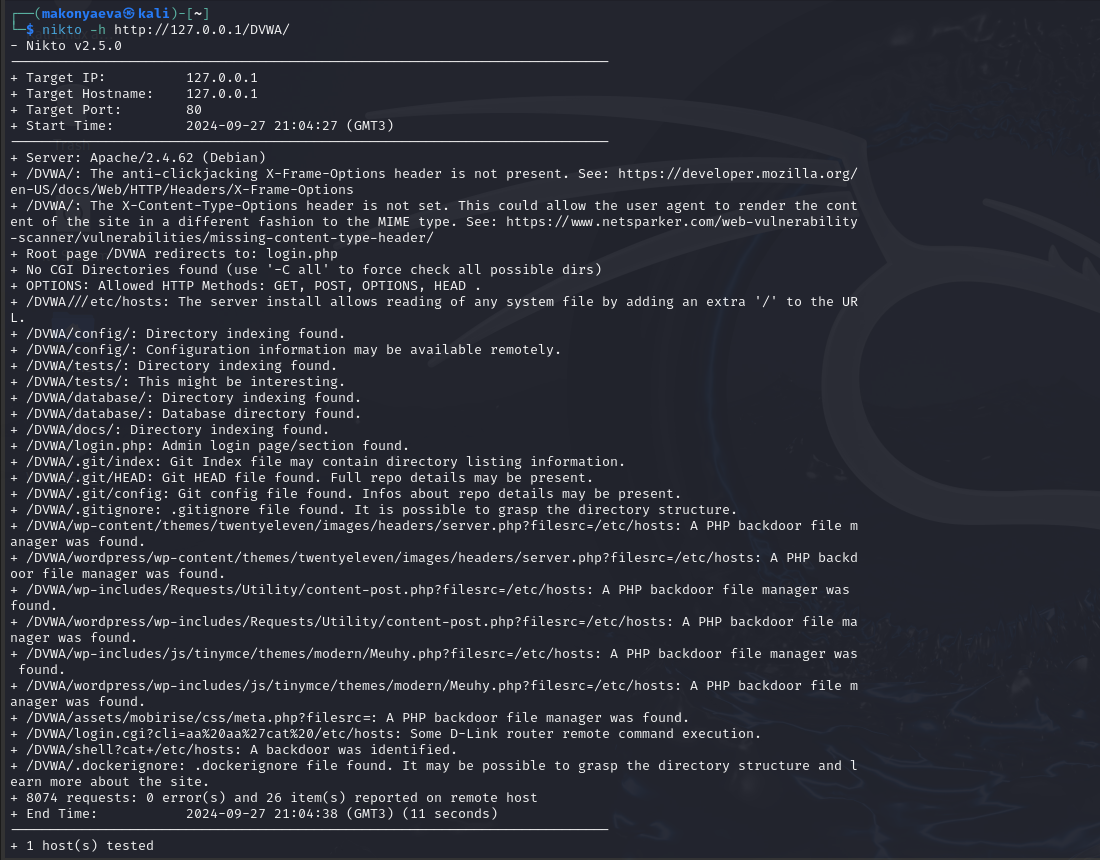 ┌──(makonyaeva㉿kali)-[~]
└─$ nikto -h http://127.0.0.1/DVWA/
- Nikto v2.5.0
+ Target IP:          127.0.0.1
+ Target Hostname:    127.0.0.1
+ Target Port:        80
+ Start Time:         2024-09-27 21:04:27 (GMT3)
+ Server: Apache/2.4.62 (Debian)
+ /DVWA/: The anti-clickjacking X-Frame-Options header is not present. See: https://developer.mozilla.org/
en-US/docs/Web/HTTP/Headers/X-Frame-Options
+ /DVWA/: The X-Content-Type-Options header is not set. This could allow the user agent to render the cont
ent of the site in a different fashion to the MIME type. See: https://www.netsparker.com/web-vulnerability
-scanner/vulnerabilities/missing-content-type-header/
+ Root page /DVWA redirects to: login.php
+ No CGI Directories found (use '-C all' to force check all possible dirs)
+ OPTIONS: Allowed HTTP Methods: GET, POST, OPTIONS, HEAD .
+ /DVWA///etc/hosts: The server install allows reading of any system file by adding an extra '/' to the UR
L.
+ /DVWA/config/: Directory indexing found.
+ /DVWA/config/: Configuration information may be available remotely.
+ /DVWA/tests/: Directory indexing found.
+ /DVWA/tests/: This might be interesting.
+ /DVWA/database/: Directory indexing found.
+ /DVWA/database/: Database directory found.
+ /DVWA/docs/: Directory indexing found.
+ /DVWA/login.php: Admin login page/section found.
+ /DVWA/.git/index: Git Index file may contain directory listing information.
+ /DVWA/.git/HEAD: Git HEAD file found. Full repo details may be present.
+ /DVWA/.git/config: Git config file found. Infos about repo details may be present.
+ /DVWA/.gitignore: .gitignore file found. It is possible to grasp the directory structure.
+ /DVWA/wp-content/themes/twentyeleven/images/headers/server.php?filesrc=/etc/hosts: A PHP backdoor file m
anager was found.
+ /DVWA/wordpress/wp-content/themes/twentyeleven/images/headers/server.php?filesrc=/etc/hosts: A PHP backd
oor file manager was found.
+ /DVWA/wp-includes/Requests/Utility/content-post.php?filesrc=/etc/hosts: A PHP backdoor file manager was
found.
+ /DVWA/wordpress/wp-includes/Requests/Utility/content-post.php?filesrc=/etc/hosts: A PHP backdoor file ma
nager was found.
+ /DVWA/wp-includes/js/tinymce/themes/modern/Meuhy.php?filesrc=/etc/hosts: A PHP backdoor file manager was
 found.
+ /DVWA/wordpress/wp-includes/js/tinymce/themes/modern/Meuhy.php?filesrc=/etc/hosts: A PHP backdoor file m
anager was found.
+ /DVWA/assets/mobirise/css/meta.php?filesrc=: A PHP backdoor file manager was found.
+ /DVWA/login.cgi?cli=aa%20aa%27cat%20/etc/hosts: Some D-Link router remote command execution.
+ /DVWA/shell?cat+/etc/hosts: A backdoor was identified.
+ /DVWA/.dockerignore: .dockerignore file found. It may be possible to grasp the directory structure and l
earn more about the site.
+ 8074 requests: 0 error(s) and 26 item(s) reported on remote host
+ End Time:           2024-09-27 21:04:38 (GMT3) (11 seconds)
+ 1 host(s) tested